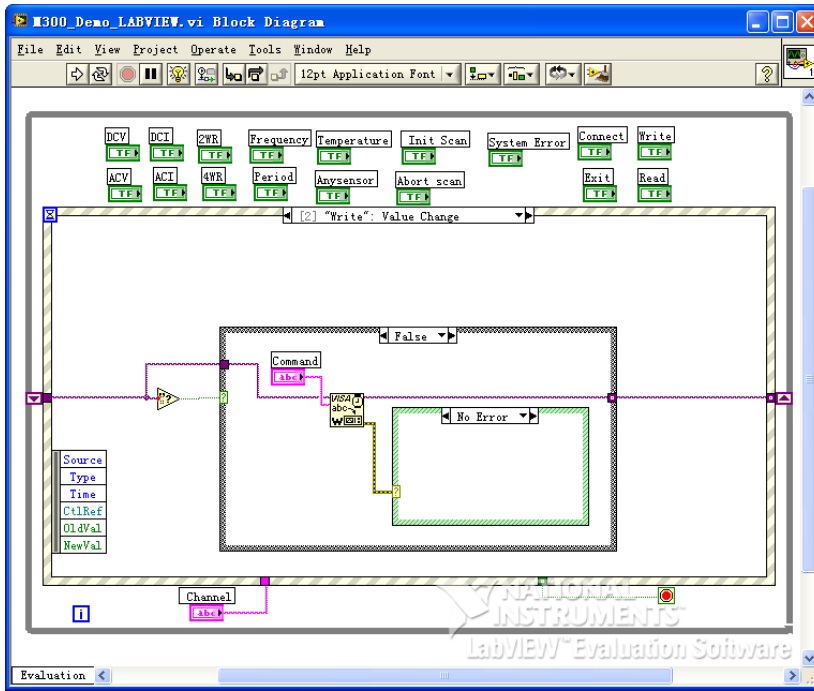 M300_Demo_LABVIEW.vi Block Diagram
File Edit View Project Operate Tools Window Help
12pt Application Font
?
1
DCV DCI 2WR Frequency Temperature Init Scan System Error Connect Write
TF TF TF TF TF TF TF TF TF
ACV ACI 4WR Period Anysensor Abort scan Exit Read
TF TF TF TF TF TF TF TF
[2] "Write": Value Change
False
Command
abc
"?
?
VISA
abc
W
No Error
?
Source
Type
Time
CtlRef
OldVal
NewVal
Channel
abc
i
NATIONAL
INSTRUMENTS™
LabVIEW™ Evaluation Software
Evaluation